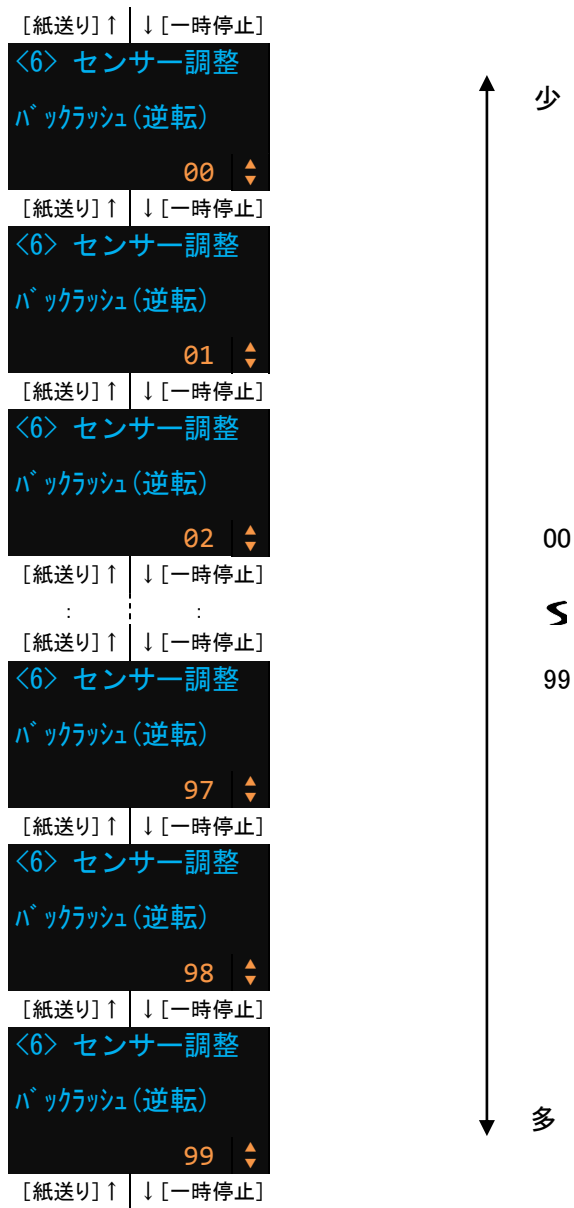 [紙送り]↑ ↓[一時停止]
<6> センサー調整
ﾊﾞｯｸﾗｯｼｭ(逆転)
00
[紙送り]↑ ↓[一時停止]
<6> センサー調整
ﾊﾞｯｸﾗｯｼｭ(逆転)
01
[紙送り]↑ ↓[一時停止]
<6> センサー調整
ﾊﾞｯｸﾗｯｼｭ(逆転)
02
[紙送り]↑ ↓[一時停止]
: :
[紙送り]↑ ↓[一時停止]
<6> センサー調整
ﾊﾞｯｸﾗｯｼｭ(逆転)
97
[紙送り]↑ ↓[一時停止]
<6> センサー調整
ﾊﾞｯｸﾗｯｼｭ(逆転)
98
[紙送り]↑ ↓[一時停止]
<6> センサー調整
ﾊﾞｯｸﾗｯｼｭ(逆転)
99
[紙送り]↑ ↓[一時停止]
少
00
∽
99
多